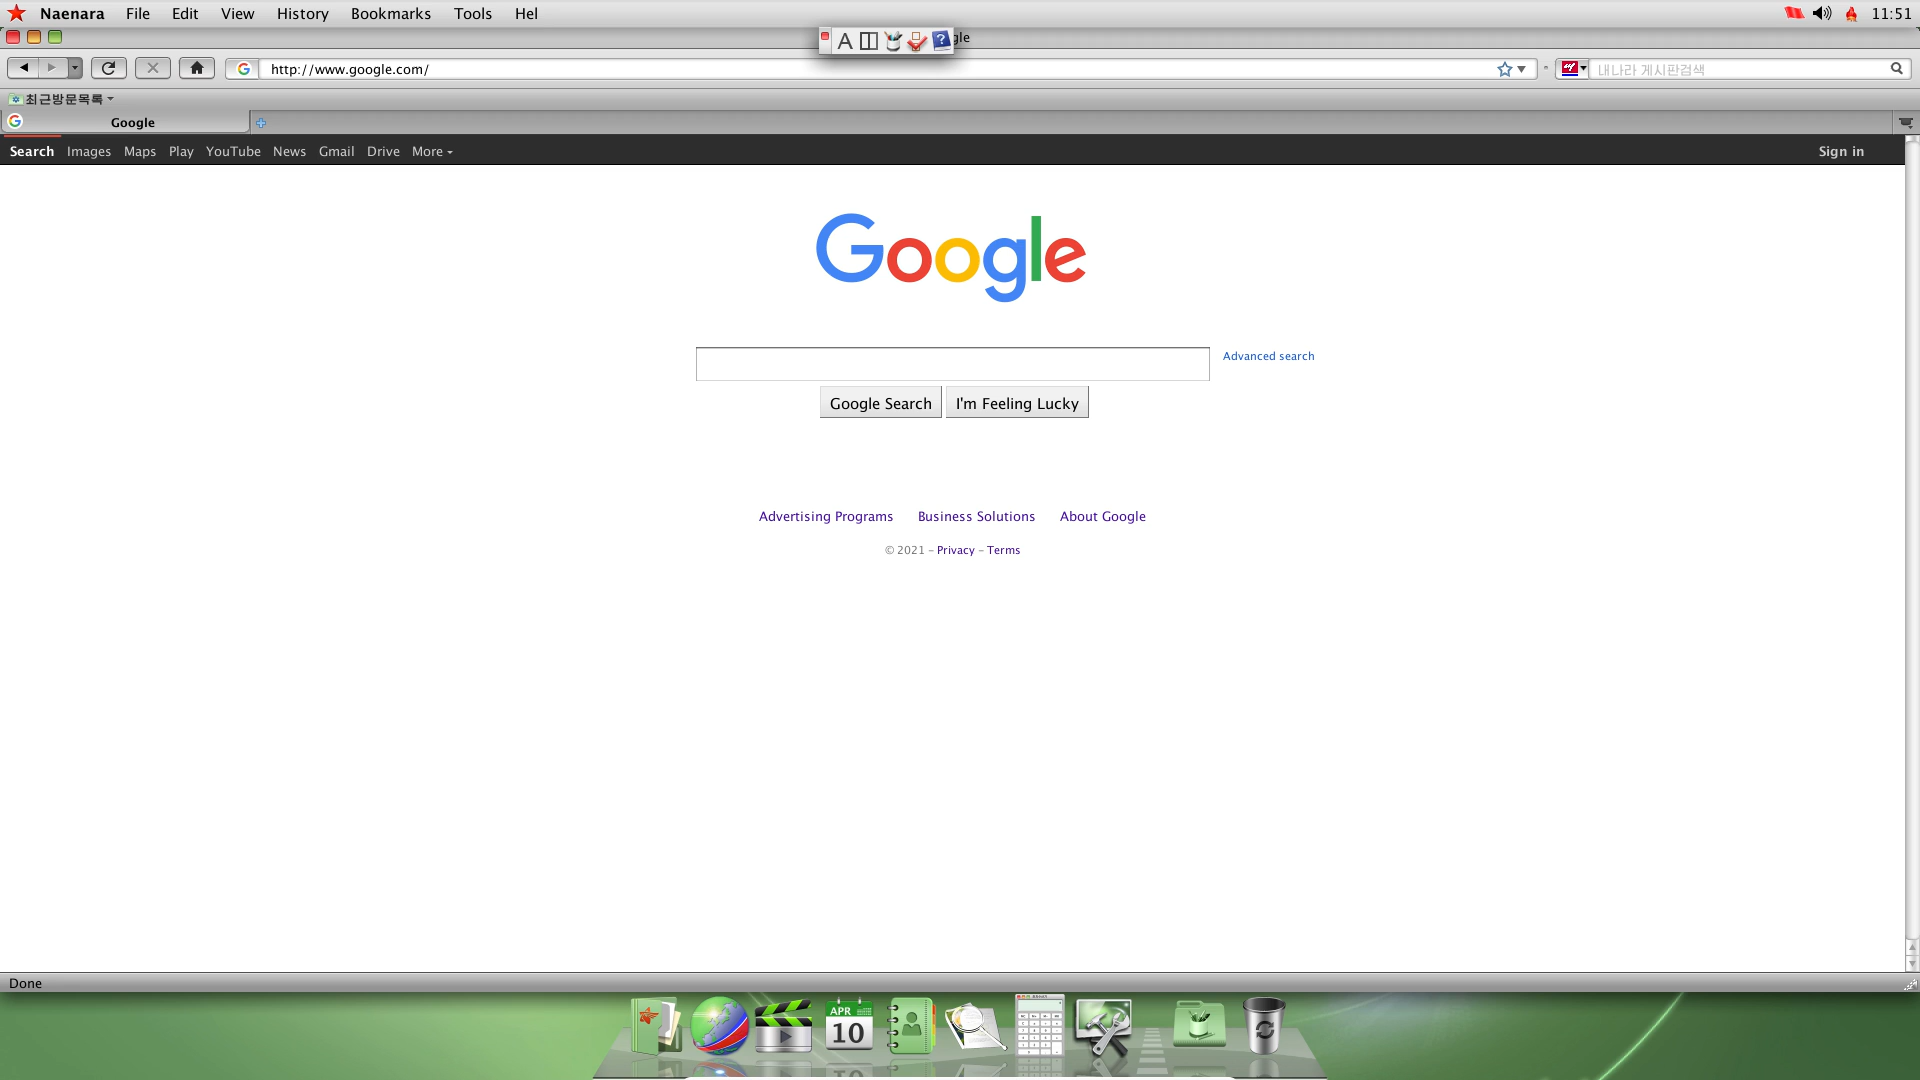 Naenara File Edit View History Bookmarks Tools Hel 11:51
gle
http://www.google.com/ 내나라 게시판검색
최근방문목록
Google
Search Images Maps Play YouTube News Gmail Drive More Sign in
Google
Advanced search
Google Search I'm Feeling Lucky
Advertising Programs Business Solutions About Google
© 2021 - Privacy - Terms
Done
APR
10